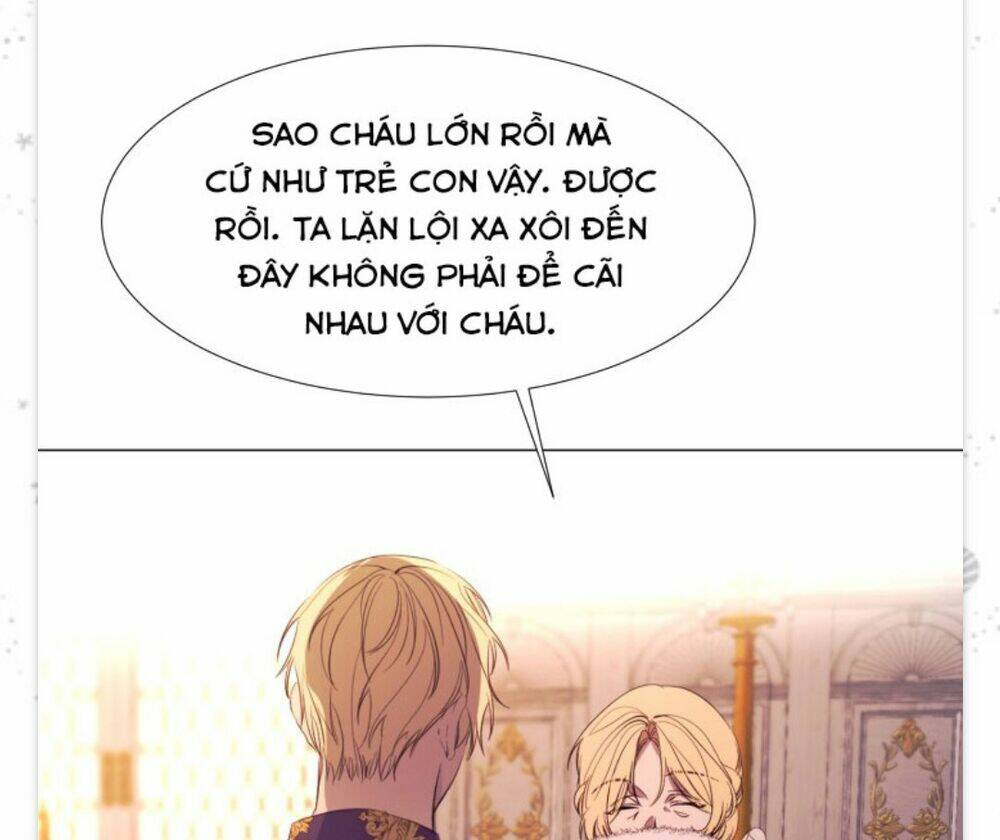 SAO CHÁU LỚN RỒI MÀ
CỨ NHƯ TRẺ CON VẬY. ĐƯỢC
RỒI. TA LẶN LỘI XA XÔI ĐẾN
ĐÂY KHÔNG PHẢI ĐỂ CÃI
NHAU VỚI CHÁU.